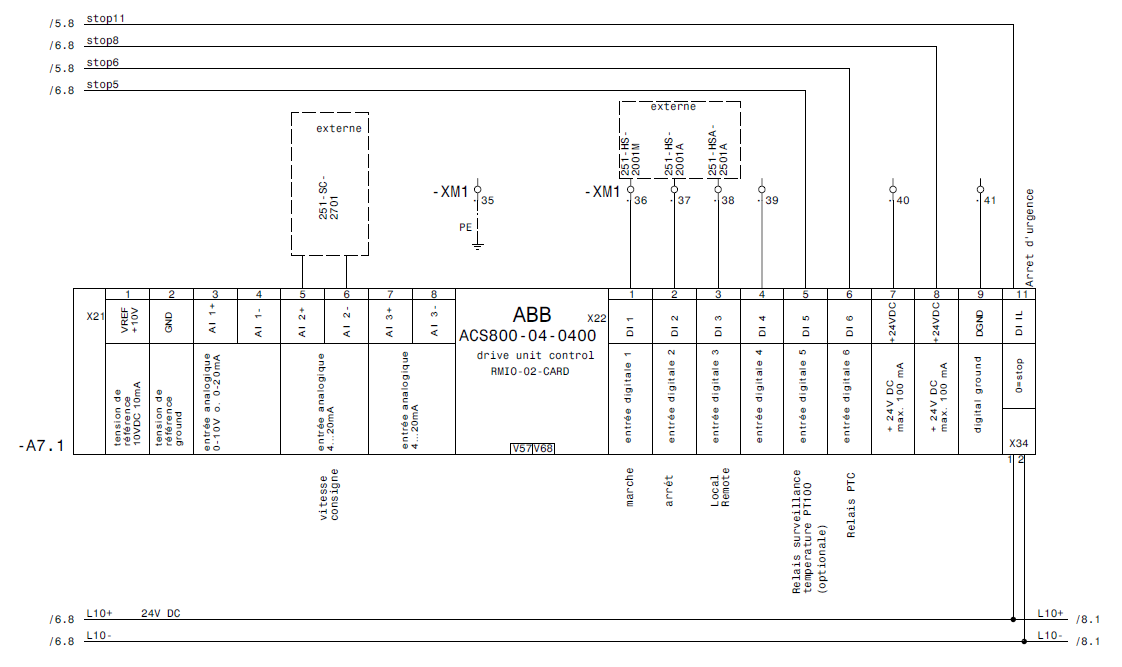 /5.8 stop11
/6.8 stop8
/5.8 stop6
/6.8 stop5
externe
251-SC-
2701
-XM1
35
PE
externe
251-HS-
2001M
251-HS-
2001A
251-HSA-
2501A
-XM1
36
37
38
39
40
41
Arret d'urgence
X21
1 2 3 4 5 6 7 8
VREF
+10V
GND
AI 1+
AI 1-
AI 2+
AI 2-
AI 3+
AI 3-
tension de
référence
10VDC 10mA
tension de
référence
ground
entrée analogique
0-10V o. 0-20mA
entrée analogique
4...20mA
entrée analogique
4...20mA
ABB
ACS800-04-0400
drive unit control
RMIO-02-CARD
V57 V68
X22
1 2 3 4 5 6 7 8 9 11
DI 1
DI 2
DI 3
DI 4
DI 5
DI 6
+24VDC
+24VDC
DGND
DI IL
entrée digitale 1
entrée digitale 2
entrée digitale 3
entrée digitale 4
entrée digitale 5
entrée digitale 6
+ 24V DC
max. 100 mA
+ 24V DC
max. 100 mA
digital ground
0=stop
X34
1 2
-A7.1
vitesse
consigne
marche
arrét
Local
Remote
Relais surveillance
temperature PT100
(optionale)
Relais PTC
/6.8 L10+ 24V DC L10+ /8.1
/6.8 L10- L10- /8.1